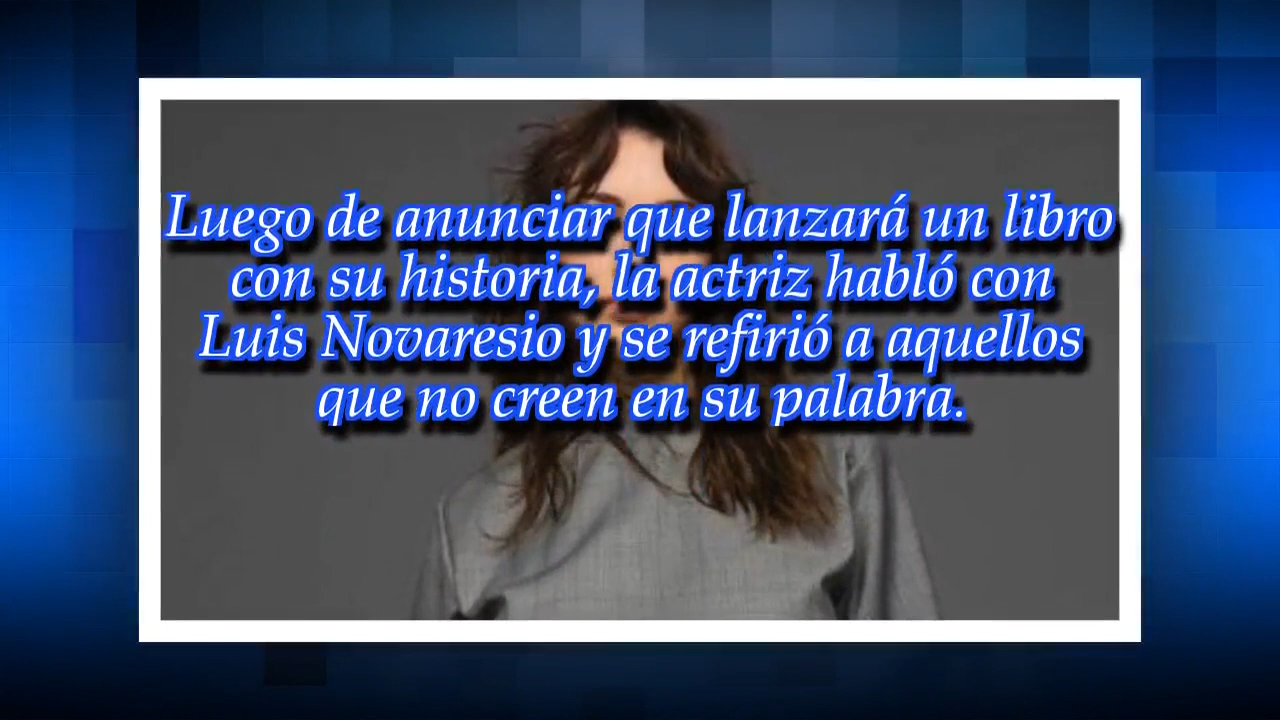 Luego de anunciar que lanzará un libro
con su historia, la actriz habló con
Luis Novaresio y se refirió a aquellos
que no creen en su palabra.